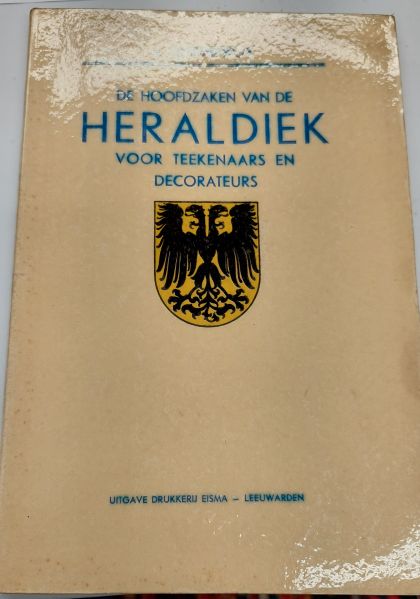 DE HOOFDZAKEN VAN DE
HERALDIEK
VOOR TEEKENAARS EN
DECORATEURS
UITGAVE DRUKKERIJ EISMA – LEEUWARDEN